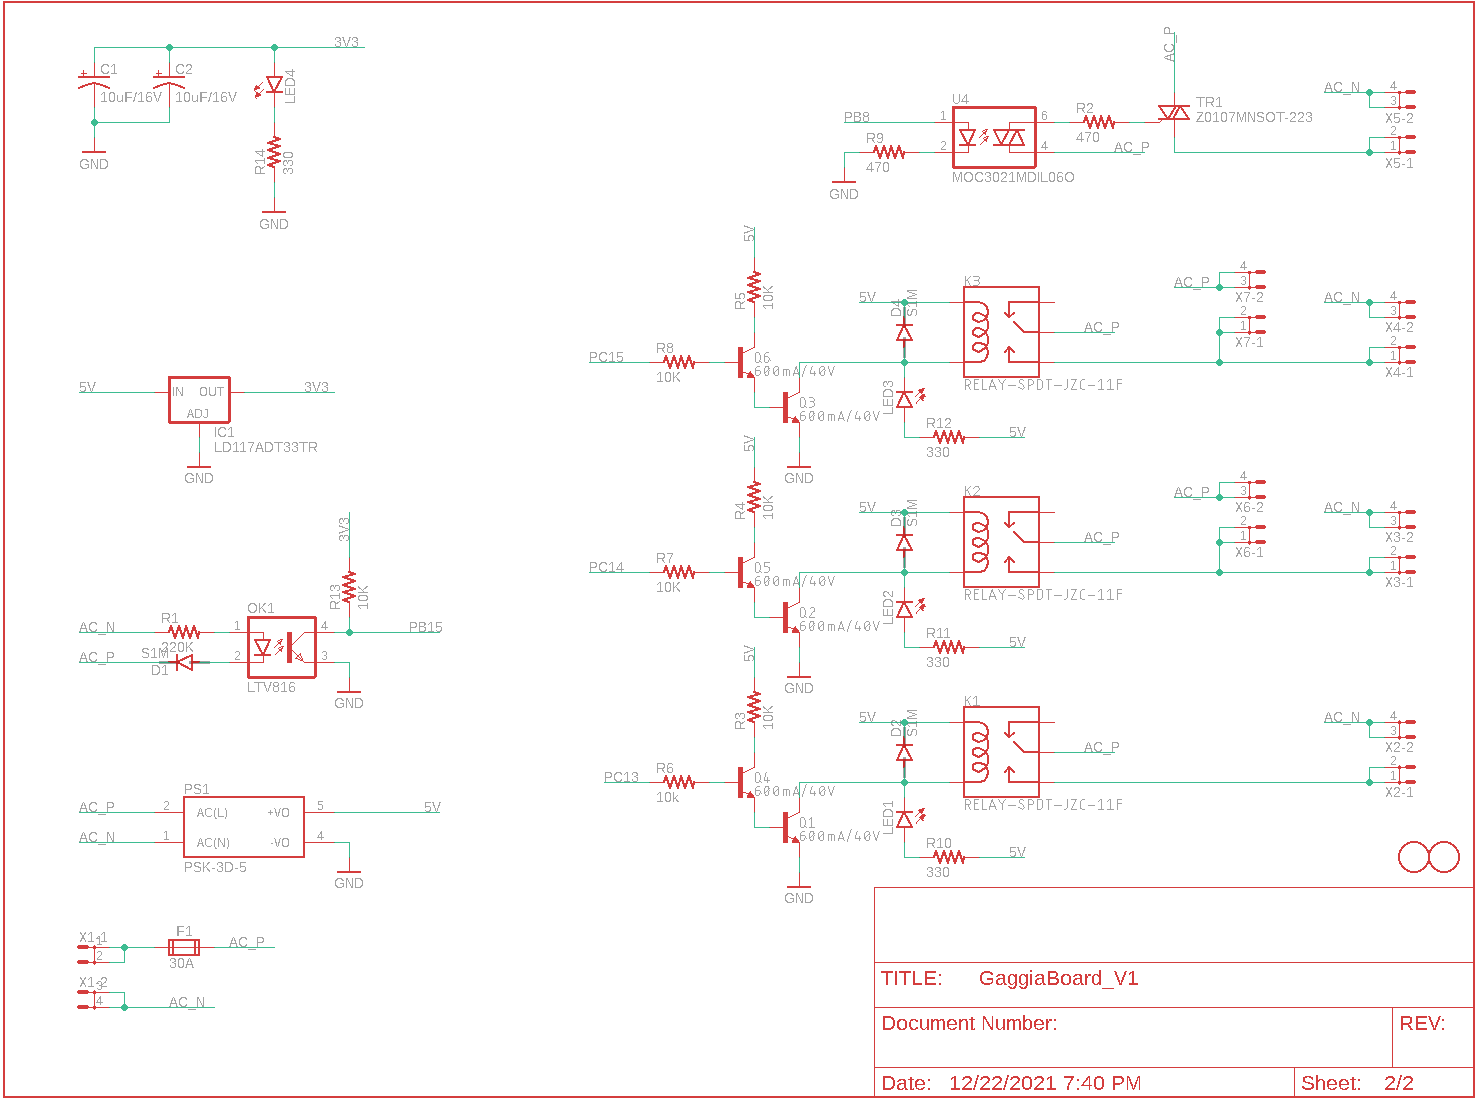 3V3
C1
10uF/16V
C2
10uF/16V
LED4
R14
330
GND
GND
AC_P
U4
PB8
1
2
6
4
R9
470
GND
MOC3021MDIL06O
R2
470
AC_P
TR1
Z0107MNSOT-223
AC_N
4
3
X5-2
2
1
X5-1
5V
R5
10K
PC15
R8
10K
Q6
600mA/40V
Q3
600mA/40V
GND
5V
D4
S1M
LED3
R12
330
5V
K3
AC_P
RELAY-SPDT-JZC-11F
AC_P
4
3
X7-2
2
1
X7-1
AC_N
4
3
X4-2
2
1
X4-1
5V
IN
OUT
ADJ
3V3
IC1
LD117ADT33TR
GND
5V
R4
10K
PC14
R7
10K
Q5
600mA/40V
Q2
600mA/40V
GND
5V
D3
S1M
LED2
R11
330
5V
K2
AC_P
RELAY-SPDT-JZC-11F
AC_P
4
3
X6-2
2
1
X6-1
AC_N
4
3
X3-2
2
1
X3-1
3V3
R13
10K
AC_N
R1
220K
AC_P
S1M
D1
OK1
1
2
4
3
LTV816
PB15
GND
5V
R3
10K
PC13
R6
10k
Q4
600mA/40V
Q1
600mA/40V
GND
5V
D2
S1M
LED1
R10
330
5V
K1
AC_P
RELAY-SPDT-JZC-11F
AC_N
4
3
X2-2
2
1
X2-1
PS1
AC_P
2
AC(L)
+VO
5
5V
AC_N
1
AC(N)
-VO
4
PSK-3D-5
GND
X1-1
1
2
F1
30A
AC_P
X1-2
3
4
AC_N
TITLE: GaggiaBoard_V1
Document Number:
REV:
Date: 12/22/2021 7:40 PM
Sheet: 2/2